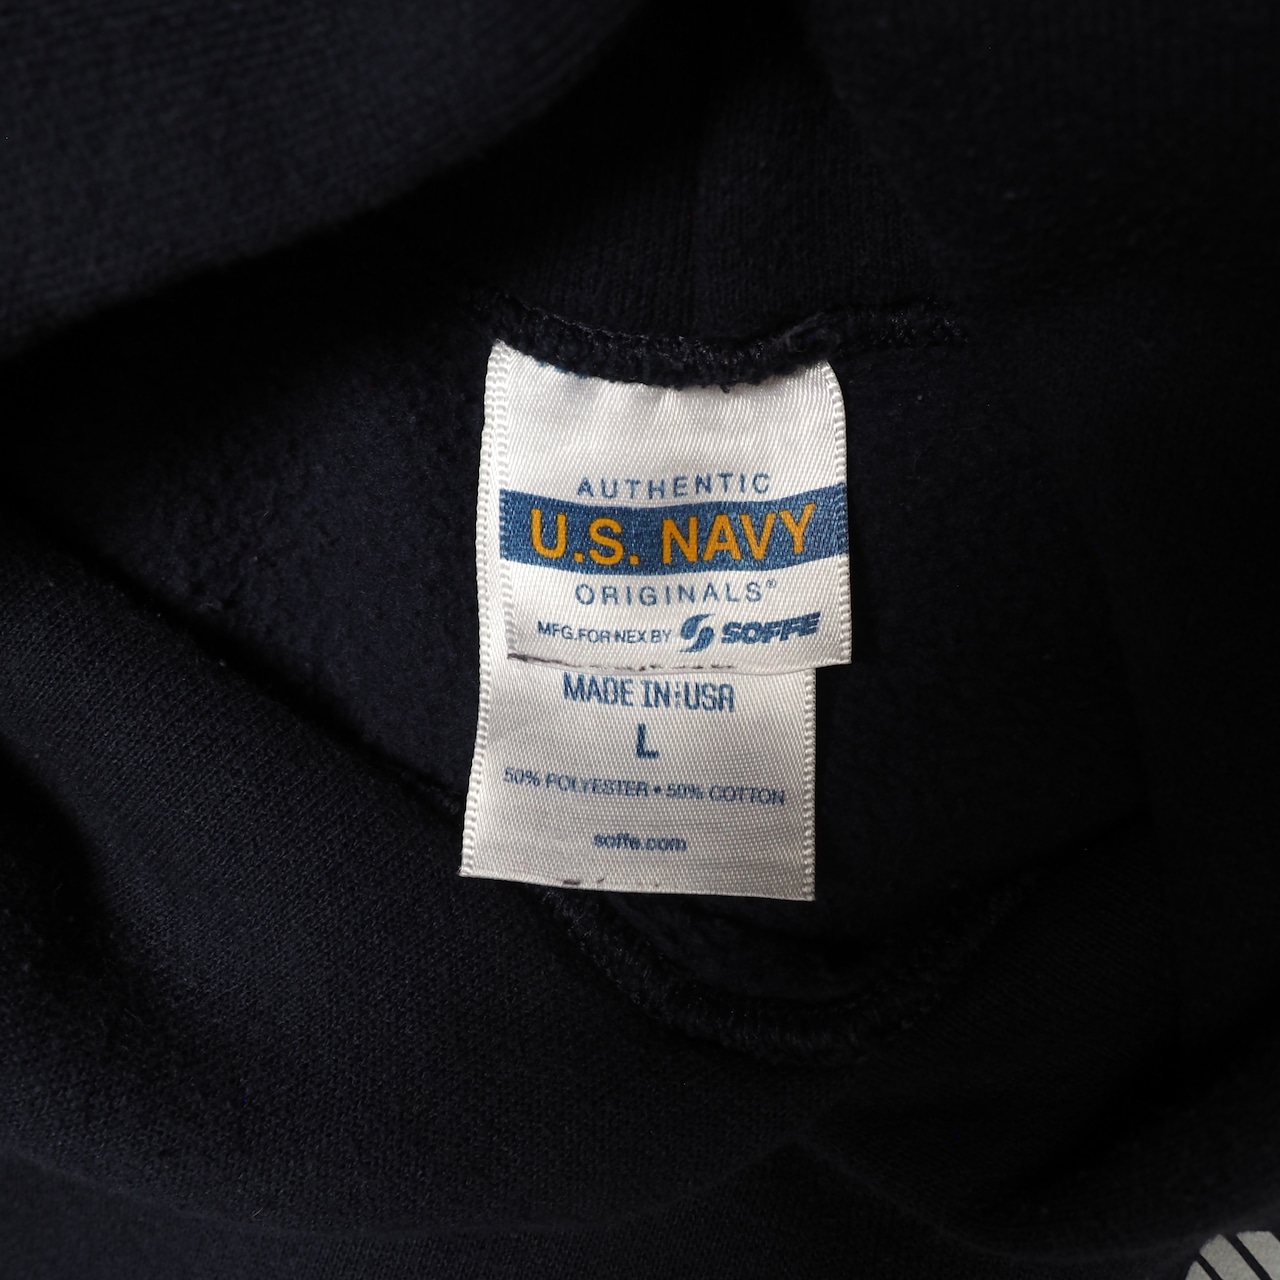 AUTHENTIC
U.S. NAVY
ORIGINALS®
MFG. FOR NEX BY SOFFE
MADE IN USA
L
50% POLYESTER • 50% COTTON
soffe.com